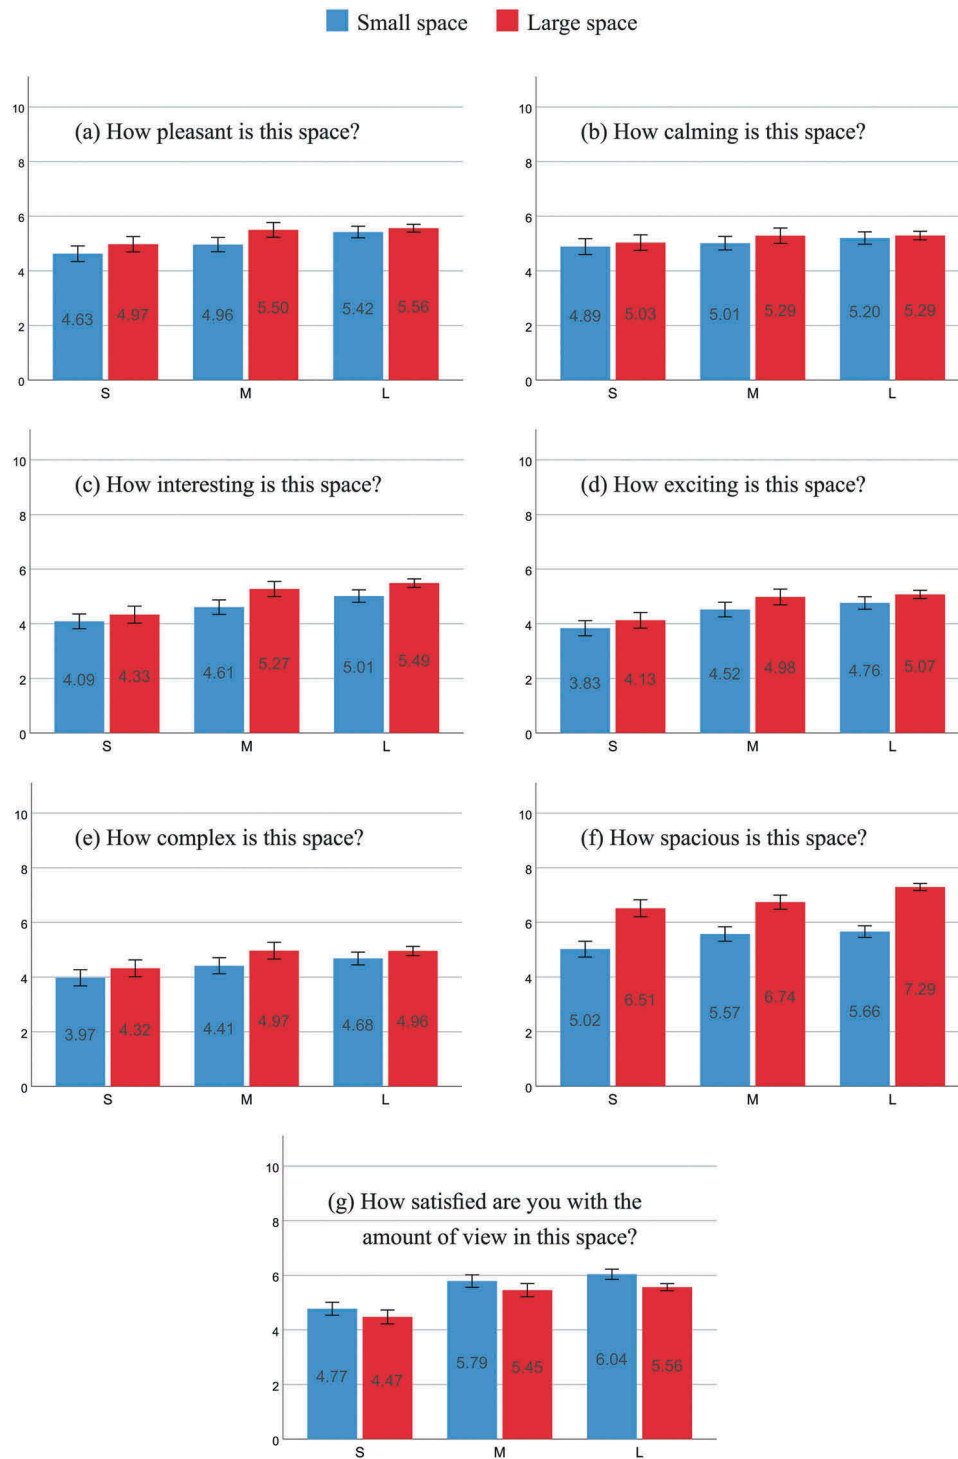 Small space Large space
(a) How pleasant is this space?
10
8
6
4
2
0
4.63 4.97 4.96 5.50 5.42 5.56
S M L
(b) How calming is this space?
10
8
6
4
2
0
4.89 5.03 5.01 5.29 5.20 5.29
S M L
(c) How interesting is this space?
10
8
6
4
2
0
4.09 4.33 4.61 5.27 5.01 5.49
S M L
(d) How exciting is this space?
10
8
6
4
2
0
3.83 4.13 4.52 4.98 4.76 5.07
S M L
(e) How complex is this space?
10
8
6
4
2
0
3.97 4.32 4.41 4.97 4.68 4.96
S M L
(f) How spacious is this space?
10
8
6
4
2
0
5.02 6.51 5.57 6.74 5.66 7.29
S M L
(g) How satisfied are you with the
amount of view in this space?
10
8
6
4
2
0
4.77 4.47 5.79 5.45 6.04 5.56
S M L